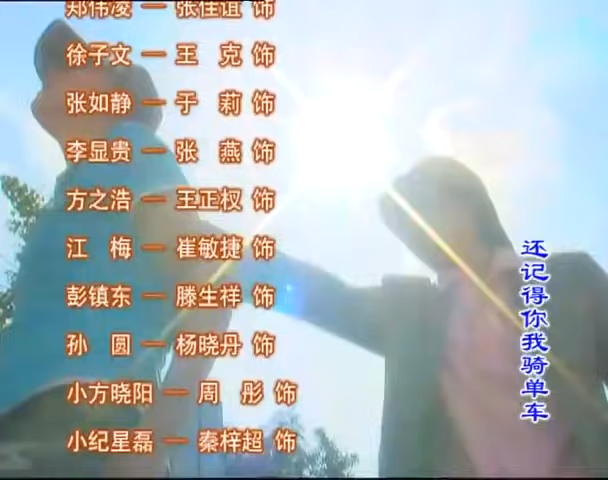 郑伟凌 — 张佳谊 饰
徐子文 — 王 克 饰
张如静 — 于 莉 饰
李显贵 — 张 燕 饰
方之浩 — 王正权 饰
江 梅 — 崔敏捷 饰
彭镇东 — 滕生祥 饰
孙 圆 — 杨晓丹 饰
小方晓阳 — 周 彤 饰
小纪星磊 — 秦梓超 饰
还记得你我骑单车